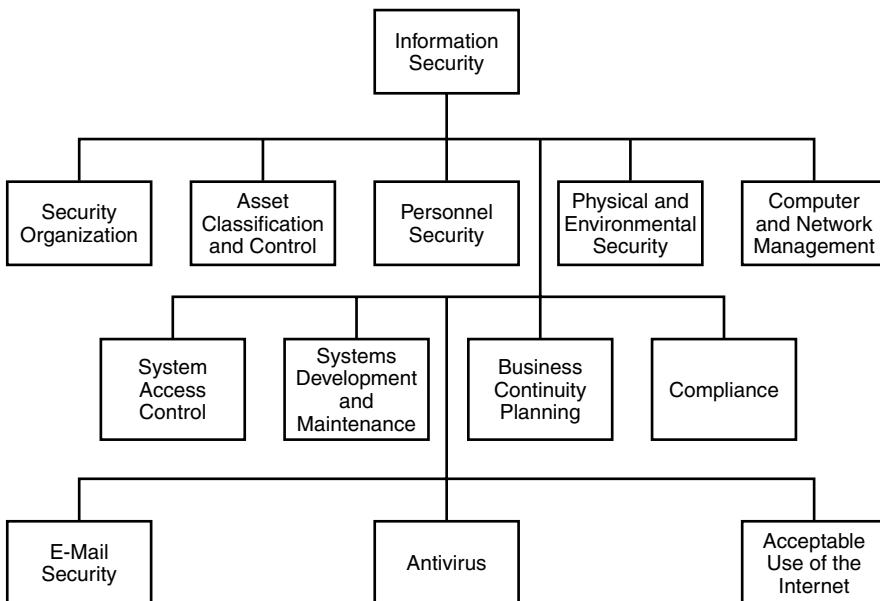 Information
Security
Security
Organization
Asset
Classification
and Control
Personnel
Security
Physical and
Environmental
Security
Computer
and Network
Management
System
Access
Control
Systems
Development
and
Maintenance
Business
Continuity
Planning
Compliance
E-Mail
Security
Antivirus
Acceptable
Use of the
Internet